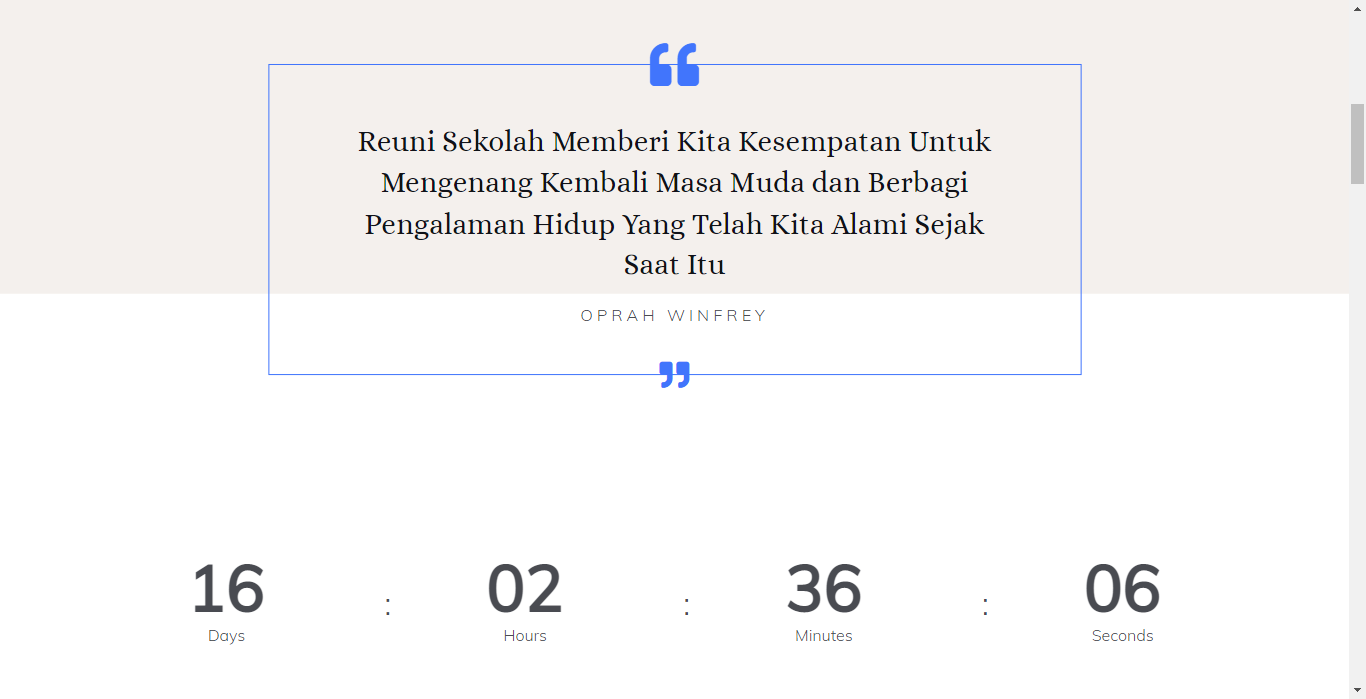 Reuni Sekolah Memberi Kita Kesempatan Untuk
Mengenang Kembali Masa Muda dan Berbagi
Pengalaman Hidup Yang Telah Kita Alami Sejak
Saat Itu
OPRAH WINFREY
16 : 02 : 36 : 06
Days Hours Minutes Seconds